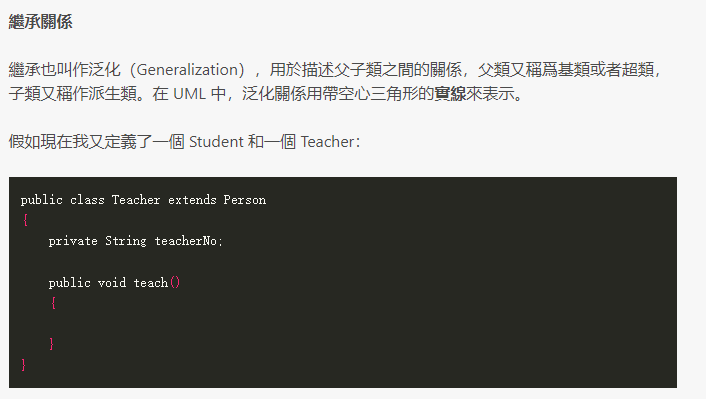 繼承關係
繼承也叫作泛化（Generalization），用於描述父子類之間的關係，父類又稱爲基類或者超類，
子類又稱作派生類。在 UML 中，泛化關係用帶空心三角形的實線來表示。
假如現在我又定義了一個 Student 和一個 Teacher：
public class Teacher extends Person
{
    private String teacherNo;
    public void teach()
    {
    }
}